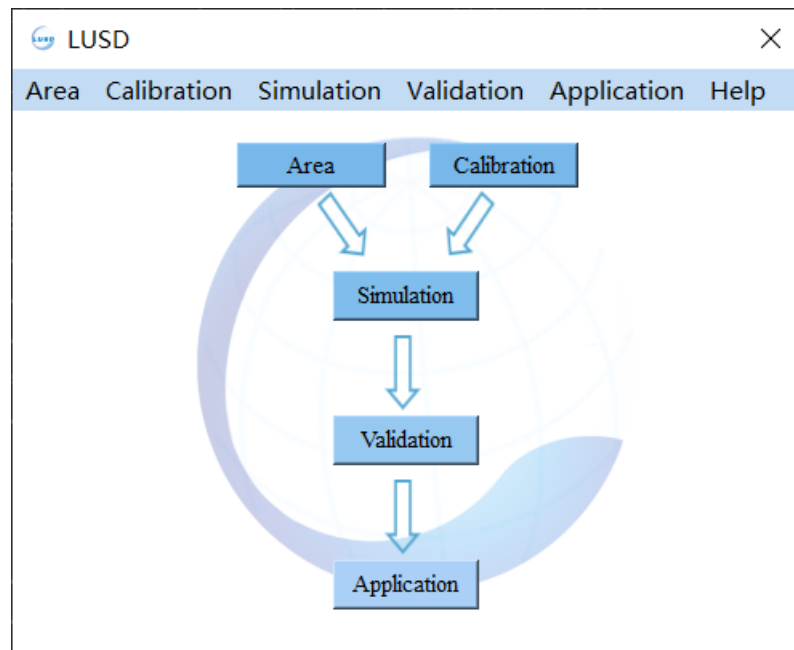 LUSD
Area Calibration Simulation Validation Application Help
Area Calibration
Simulation
Validation
Application